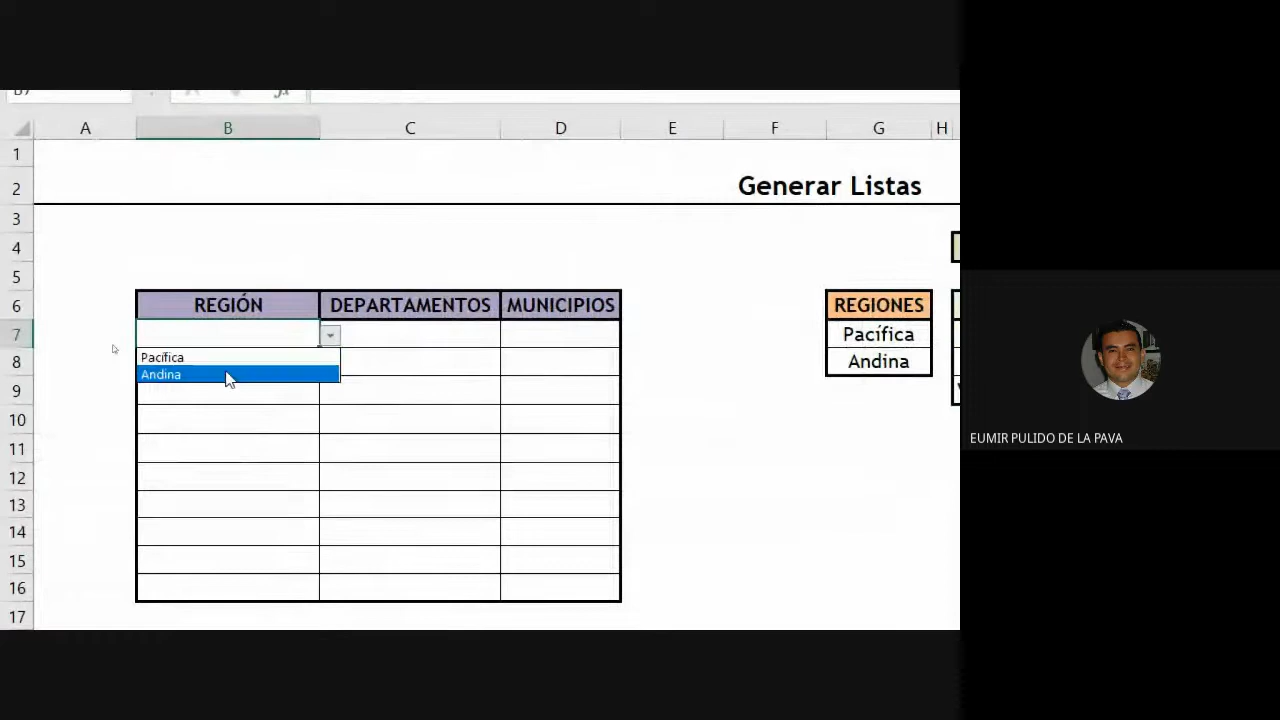 A B C D E F G H
1
2 Generar Listas
3
4
5
6 REGIÓN DEPARTAMENTOS MUNICIPIOS REGIONES
7 Pacífica
Pacífica
8 Andina
Andina
9
10
11
12
13
14
15
16
17
EUMIR PULIDO DE LA PAVA